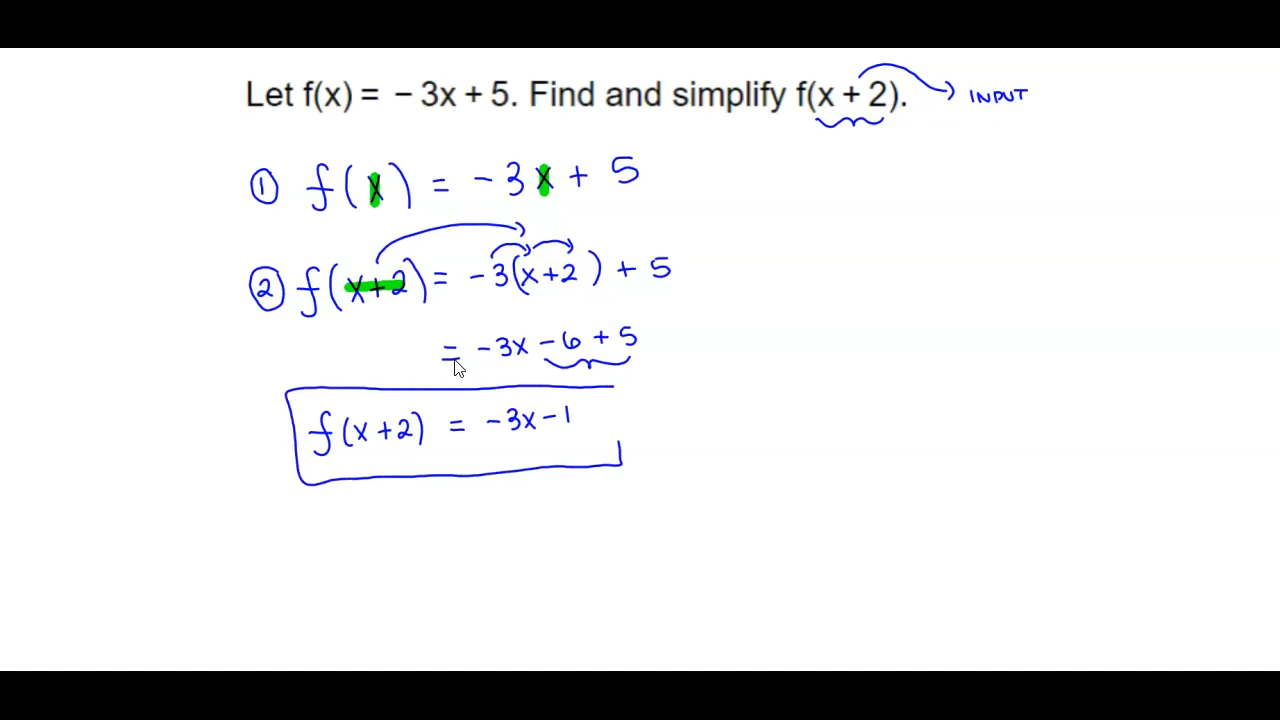 Let f(x) = − 3x + 5. Find and simplify f(x + 2). → INPUT
① f(x) = -3x + 5
② f(x+2) = -3(x+2) + 5
= -3x - 6 + 5
f(x+2) = -3x - 1